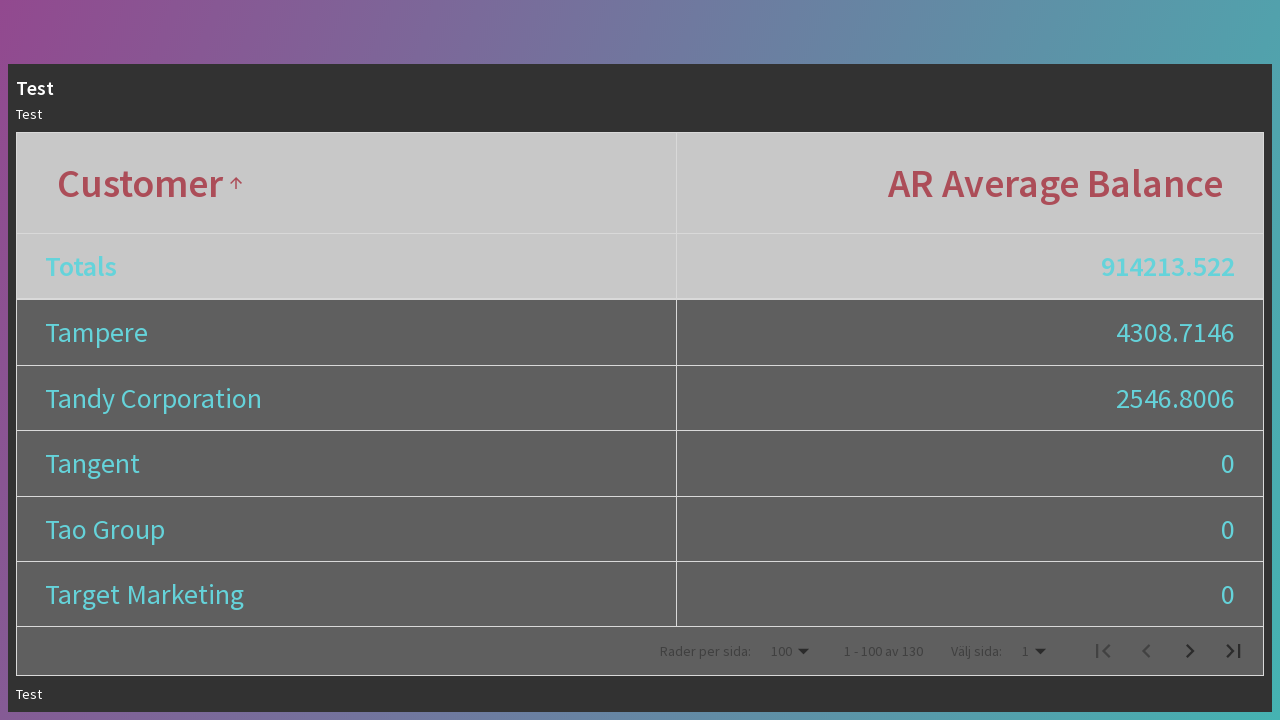 Test
Test
Customer AR Average Balance
Totals 914213.522
Tampere 4308.7146
Tandy Corporation 2546.8006
Tangent 0
Tao Group 0
Target Marketing 0
Rader per sida: 100 1 - 100 av 130 Välj sida: 1
Test